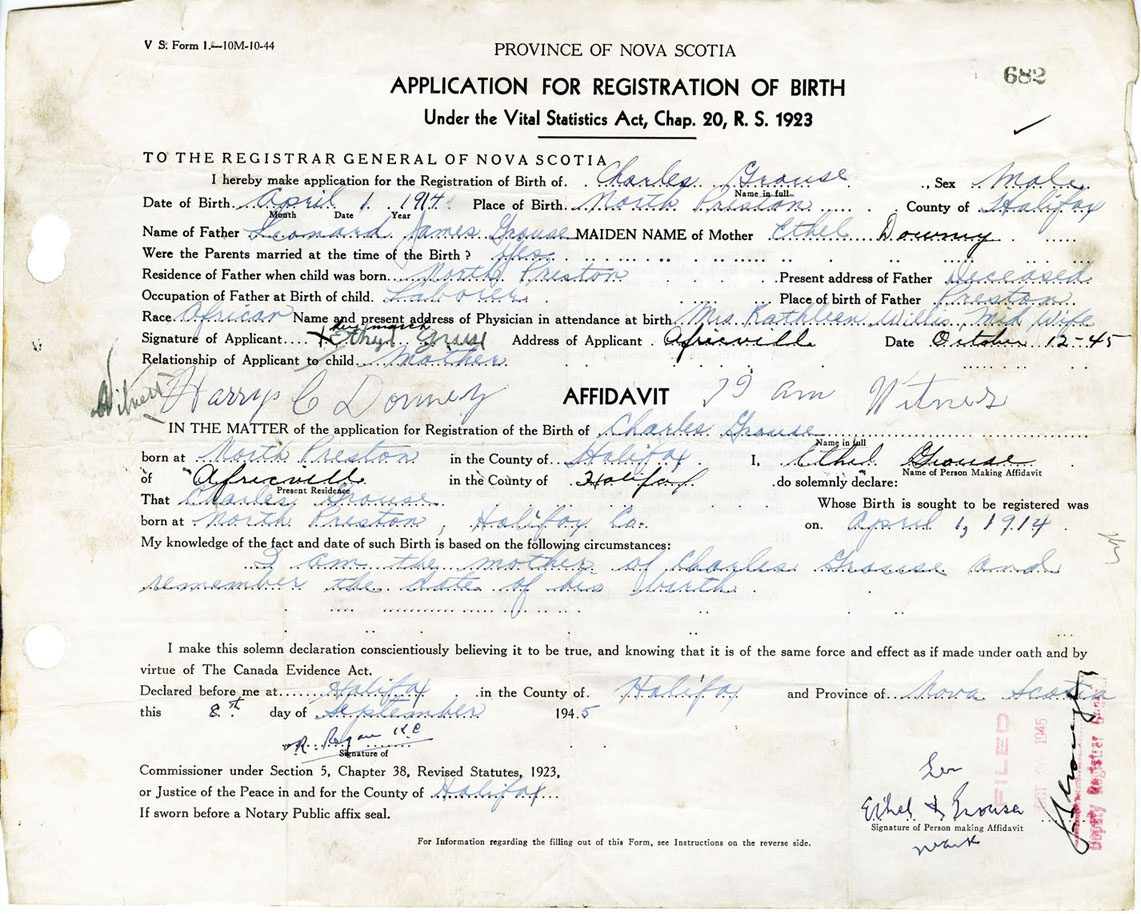 V S. Form 1.—10M-10-44
PROVINCE OF NOVA SCOTIA
682
APPLICATION FOR REGISTRATION OF BIRTH
Under the Vital Statistics Act, Chap. 20, R. S. 1923
TO THE REGISTRAR GENERAL OF NOVA SCOTIA
I hereby make application for the Registration of Birth of Charles Grouse, Sex Male
Name in full
Date of Birth April 1 1914 Place of Birth North Preston County of Halifax
Month Date Year
Name of Father Leonard James Grouse MAIDEN NAME of Mother Ethel Downey
Were the Parents married at the time of the Birth ? Yes
Residence of Father when child was born North Preston Present address of Father Deceased
Occupation of Father at Birth of child. Laborer Place of birth of Father Preston
Race African Name and present address of Physician in attendance at birth Mrs Kathleen Willis, Mid Wife
her mark
Signature of Applicant X Ethyl Grouse Address of Applicant Africville Date October 12-45
Relationship of Applicant to child. Mother
Witness Harry C Downey AFFIDAVIT am Witness
IN THE MATTER of the application for Registration of the Birth of Charles Grouse
Name in full
born at North Preston in the County of Halifax I, Ethel Grouse
Name of Person Making Affidavit
of "Africville in the County of Halifax do solemnly declare:
Present Residence
That Charles Grouse Whose Birth is sought to be registered was
born at North Preston, Halifax Co. on. April 1, 1914
My knowledge of the fact and date of such Birth is based on the following circumstances:
I am the mother of Charles Grouse and
remember the date of his birth
I make this solemn declaration conscientiously believing it to be true, and knowing that it is of the same force and effect as if made under oath and by
virtue of The Canada Evidence Act.
Declared before me at Halifax in the County of Halifax and Province of Nova Scotia
this 8th day of September 1945
R. Regan KC
Signature of
Commissioner under Section 5, Chapter 38, Revised Statutes, 1923,
or Justice of the Peace in and for the County of Halifax
If sworn before a Notary Public affix seal.
her
Ethel X Grouse
Signature of Person making Affidavit
mark
FILED
OCT 1945
Deputy Registrar General
For Information regarding the filling out of this Form, see Instructions on the reverse side.